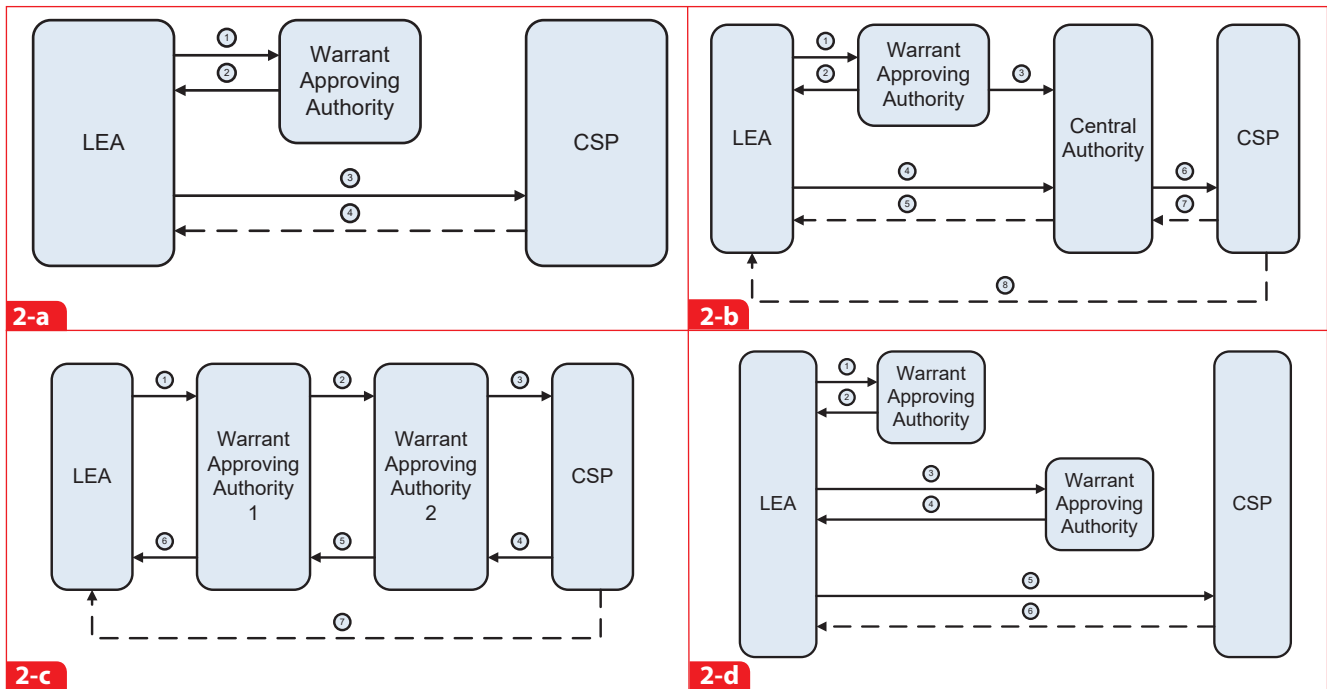 1
Warrant
Approving
Authority
2
LEA
CSP
3
4
2-a
1
Warrant
Approving
Authority
2
3
LEA
Central
Authority
CSP
4
6
5
7
8
2-b
1
2
3
LEA
Warrant
Approving
Authority
1
Warrant
Approving
Authority
2
CSP
6
5
4
7
2-c
1
Warrant
Approving
Authority
2
LEA
3
Warrant
Approving
Authority
4
CSP
5
6
2-d